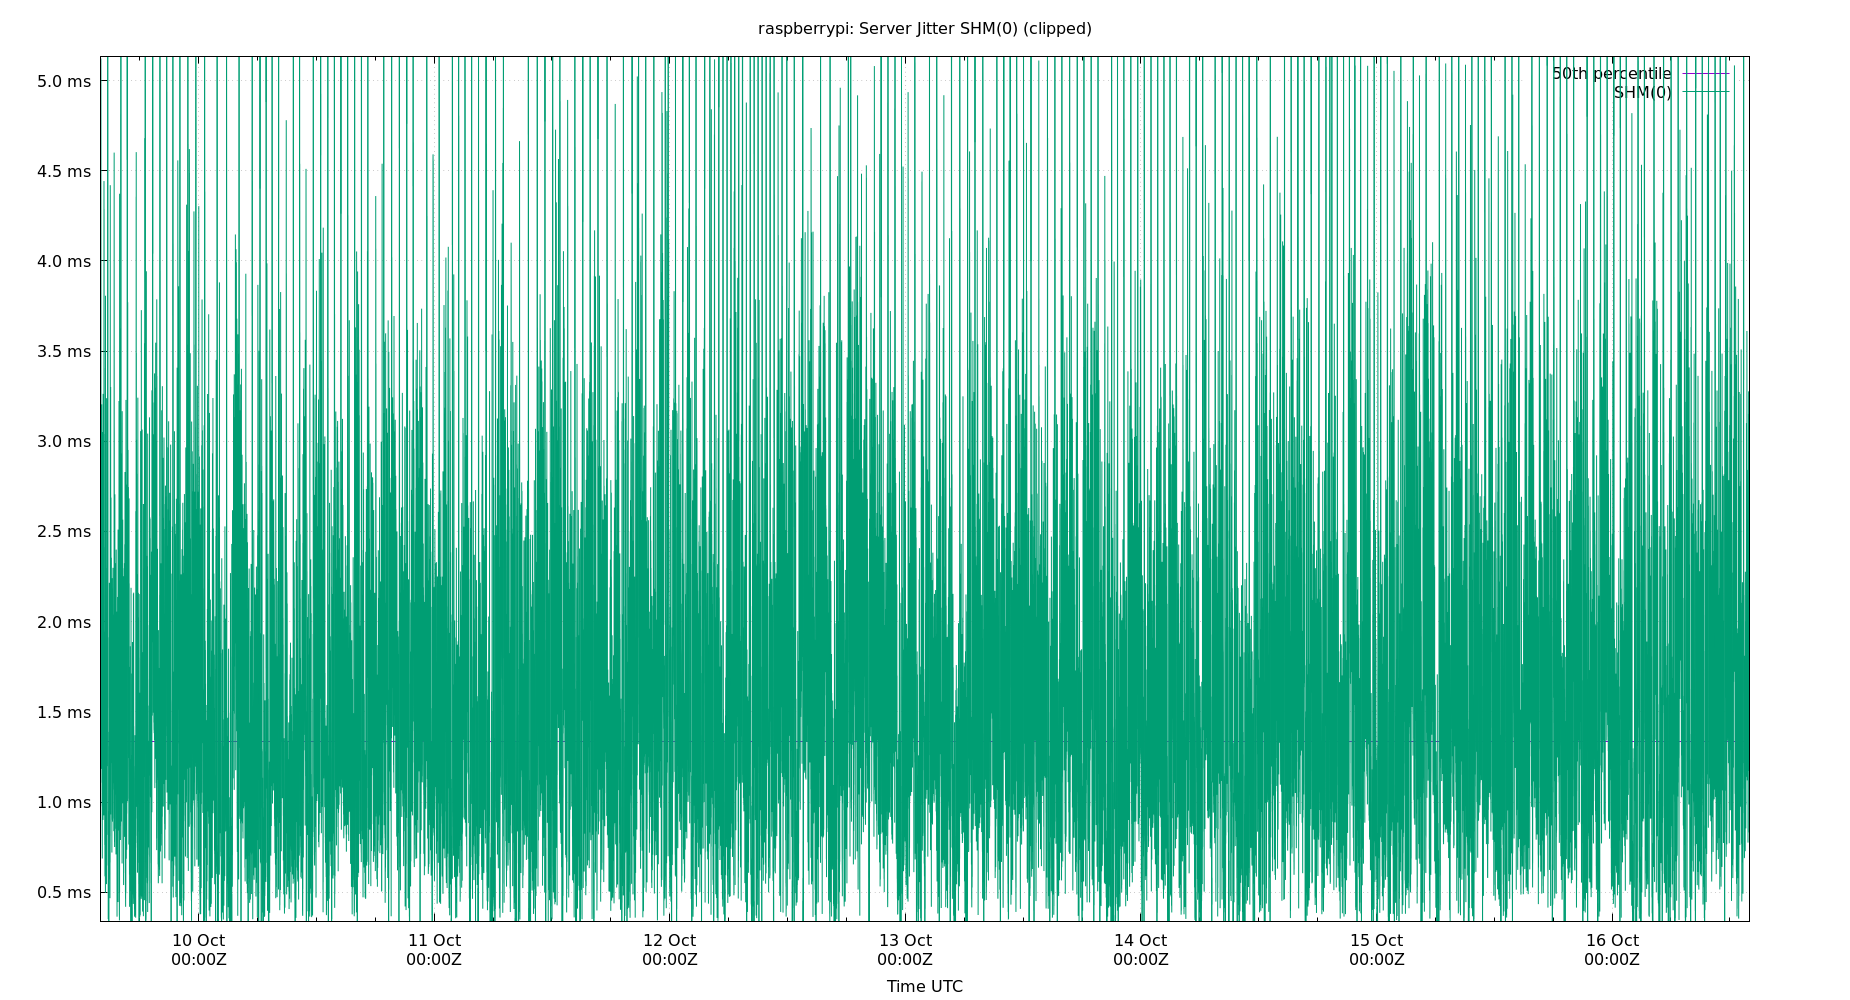 raspberrypi: Server Jitter SHM(0) (clipped)
5.0 ms
4.5 ms
4.0 ms
3.5 ms
3.0 ms
2.5 ms
2.0 ms
1.5 ms
1.0 ms
0.5 ms
50th percentile
SHM(0)
10 Oct
00:00Z
11 Oct
00:00Z
12 Oct
00:00Z
13 Oct
00:00Z
14 Oct
00:00Z
15 Oct
00:00Z
16 Oct
00:00Z
Time UTC